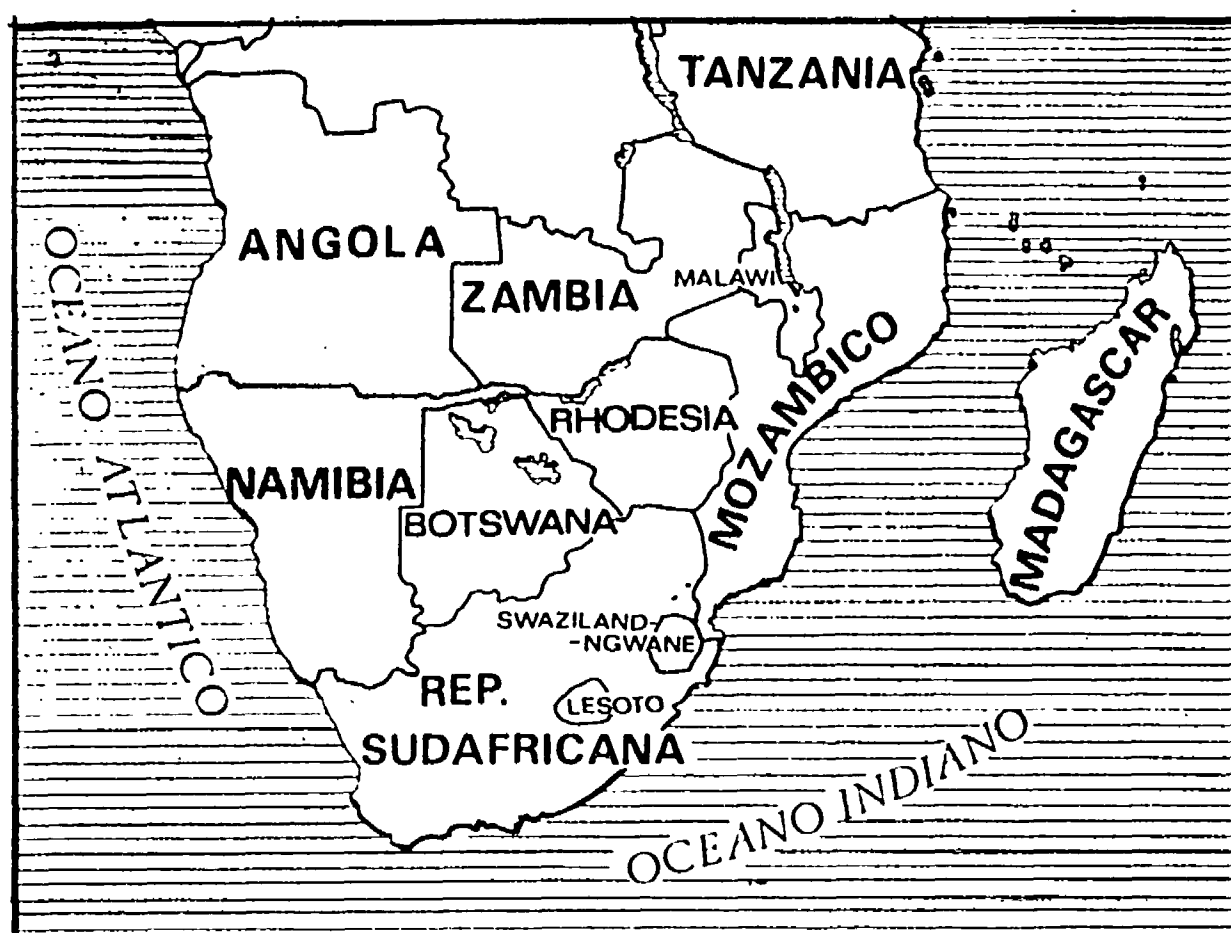 TANZANIA
ANGOLA
ZAMBIA
MALAWI
MOZAMBICO
RHODESIA
MADAGASCAR
NAMIBIA
BOTSWANA
SWAZILAND-
-NGWANE
REP.
LESOTO
SUDAFRICANA
OCEANO ATLANTICO
OCEANO INDIANO